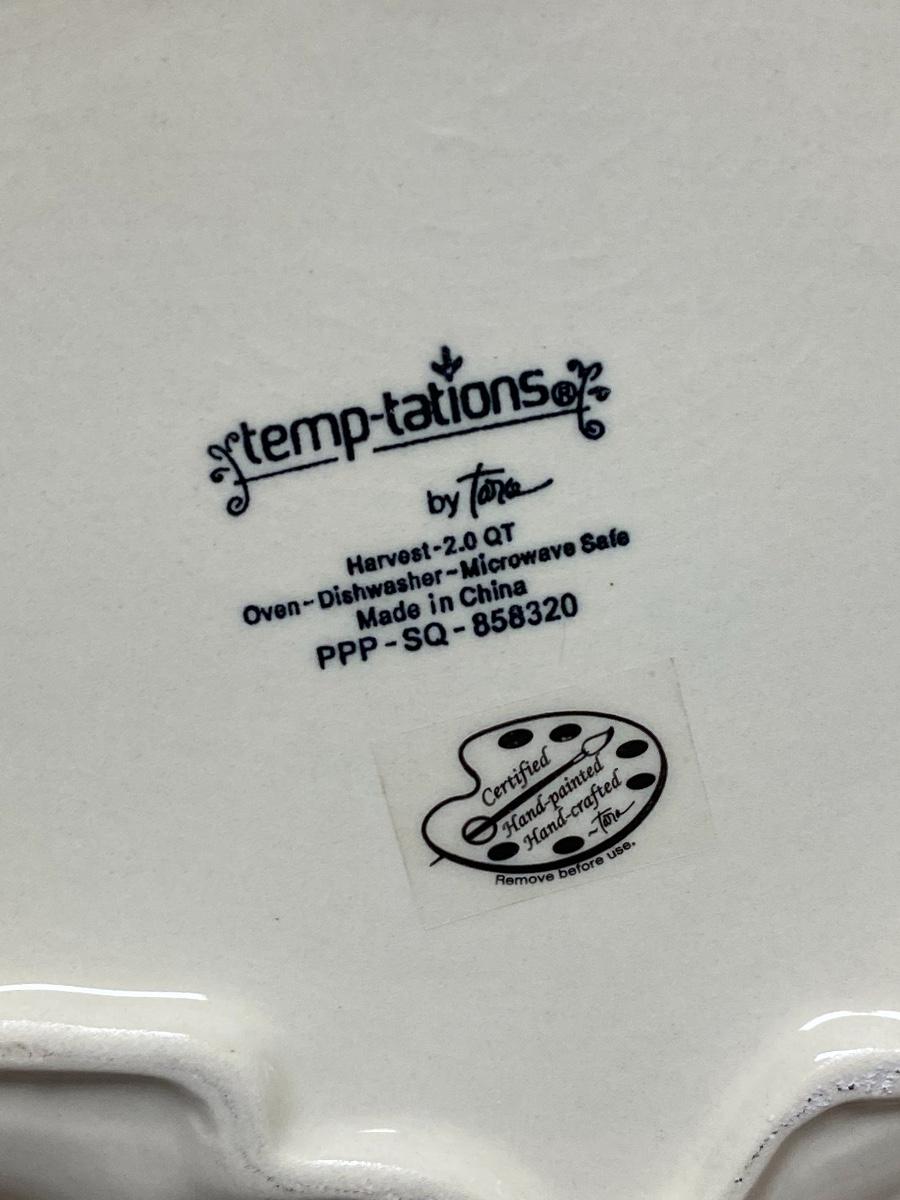 temp-tations®
by Tara
Harvest-2.0 QT
Oven~Dishwasher~Microwave Safe
Made in China
PPP-SQ-858320
Certified
Hand-painted
Hand-crafted
~Tara
Remove before use.